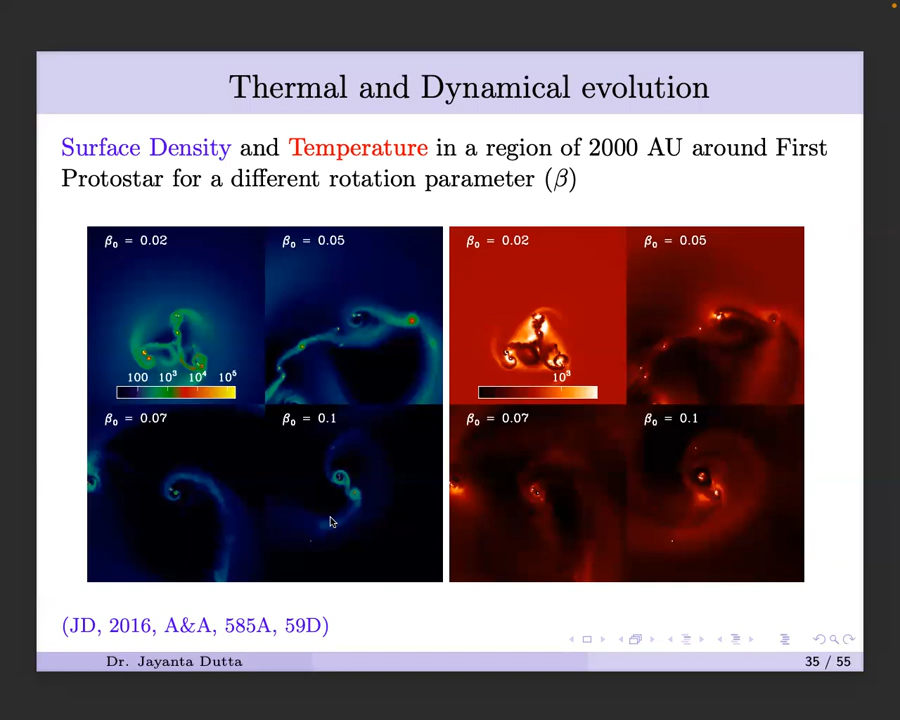 Thermal and Dynamical evolution
Surface Density and Temperature in a region of 2000 AU around First
Protostar for a different rotation parameter (β)
β₀ = 0.02
β₀ = 0.05
100 10³ 10⁴ 10⁵
β₀ = 0.07
β₀ = 0.1
β₀ = 0.02
β₀ = 0.05
10³
β₀ = 0.07
β₀ = 0.1
(JD, 2016, A&A, 585A, 59D)
Dr. Jayanta Dutta
35 / 55